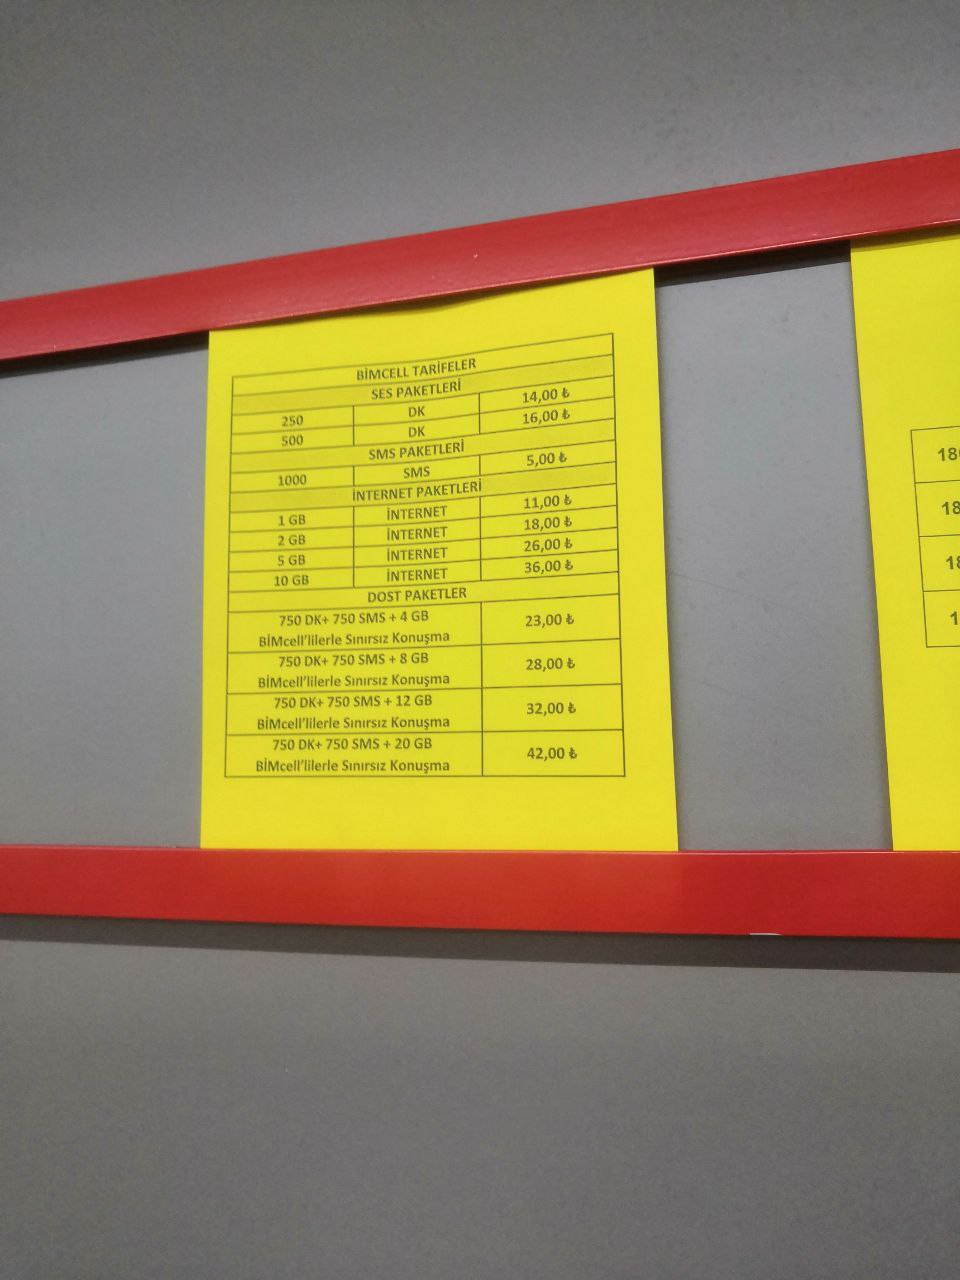 BİMCELL TARİFELER
SES PAKETLERİ
250 DK 14,00 ₺
500 DK 16,00 ₺
SMS PAKETLERİ
1000 SMS 5,00 ₺
İNTERNET PAKETLERİ
1 GB İNTERNET 11,00 ₺
2 GB İNTERNET 18,00 ₺
5 GB İNTERNET 26,00 ₺
10 GB İNTERNET 36,00 ₺
DOST PAKETLER
750 DK+ 750 SMS + 4 GB
BİMcell'lilerle Sınırsız Konuşma
23,00 ₺
750 DK+ 750 SMS + 8 GB
BİMcell'lilerle Sınırsız Konuşma
28,00 ₺
750 DK+ 750 SMS + 12 GB
BİMcell'lilerle Sınırsız Konuşma
32,00 ₺
750 DK+ 750 SMS + 20 GB
BİMcell'lilerle Sınırsız Konuşma
42,00 ₺